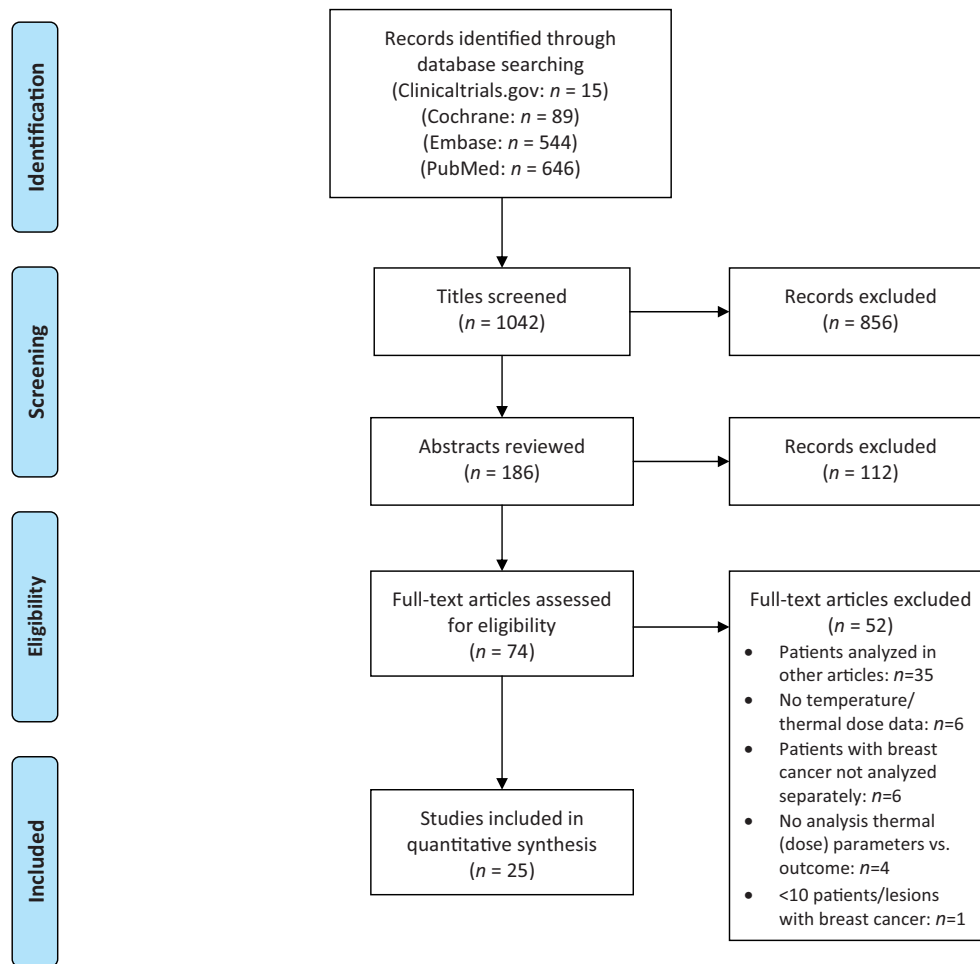 Identification
Records identified through
database searching
(Clinicaltrials.gov: n = 15)
(Cochrane: n = 89)
(Embase: n = 544)
(PubMed: n = 646)
Screening
Titles screened
(n = 1042)
Records excluded
(n = 856)
Abstracts reviewed
(n = 186)
Records excluded
(n = 112)
Eligibility
Full-text articles assessed
for eligibility
(n = 74)
Full-text articles excluded
(n = 52)
• Patients analyzed in
other articles: n=35
• No temperature/
thermal dose data: n=6
• Patients with breast
cancer not analyzed
separately: n=6
• No analysis thermal
(dose) parameters vs.
outcome: n=4
• <10 patients/lesions
with breast cancer: n=1
Included
Studies included in
quantitative synthesis
(n = 25)